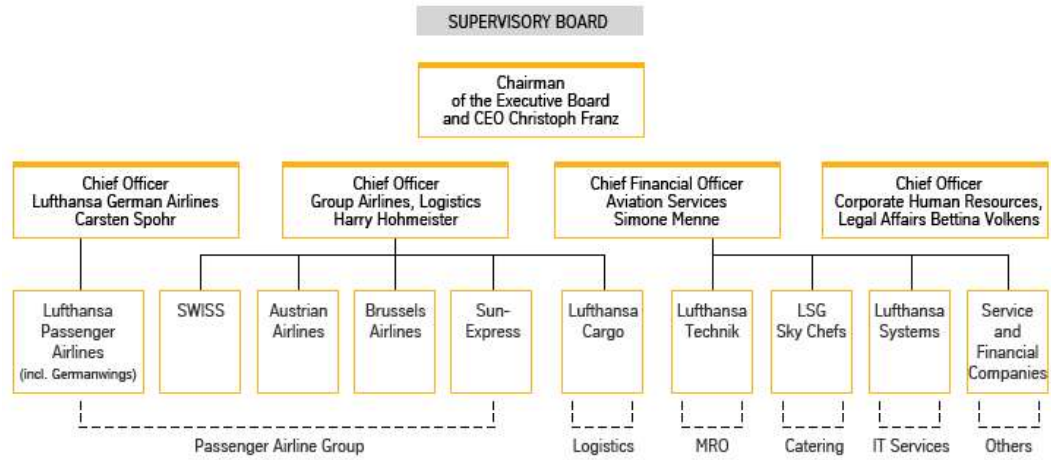 SUPERVISORY BOARD
Chairman
of the Executive Board
and CEO Christoph Franz
Chief Officer
Lufthansa German Airlines
Carsten Spohr
Chief Officer
Group Airlines, Logistics
Harry Hohmeister
Chief Financial Officer
Aviation Services
Simone Menne
Chief Officer
Corporate Human Resources,
Legal Affairs Bettina Volkens
Lufthansa
Passenger
Airlines
(incl. Germanwings)
SWISS
Austrian
Airlines
Brussels
Airlines
Sun-
Express
Lufthansa
Cargo
Lufthansa
Technik
LSG
Sky Chefs
Lufthansa
Systems
Service
and
Financial
Companies
Passenger Airline Group
Logistics
MRO
Catering
IT Services
Others